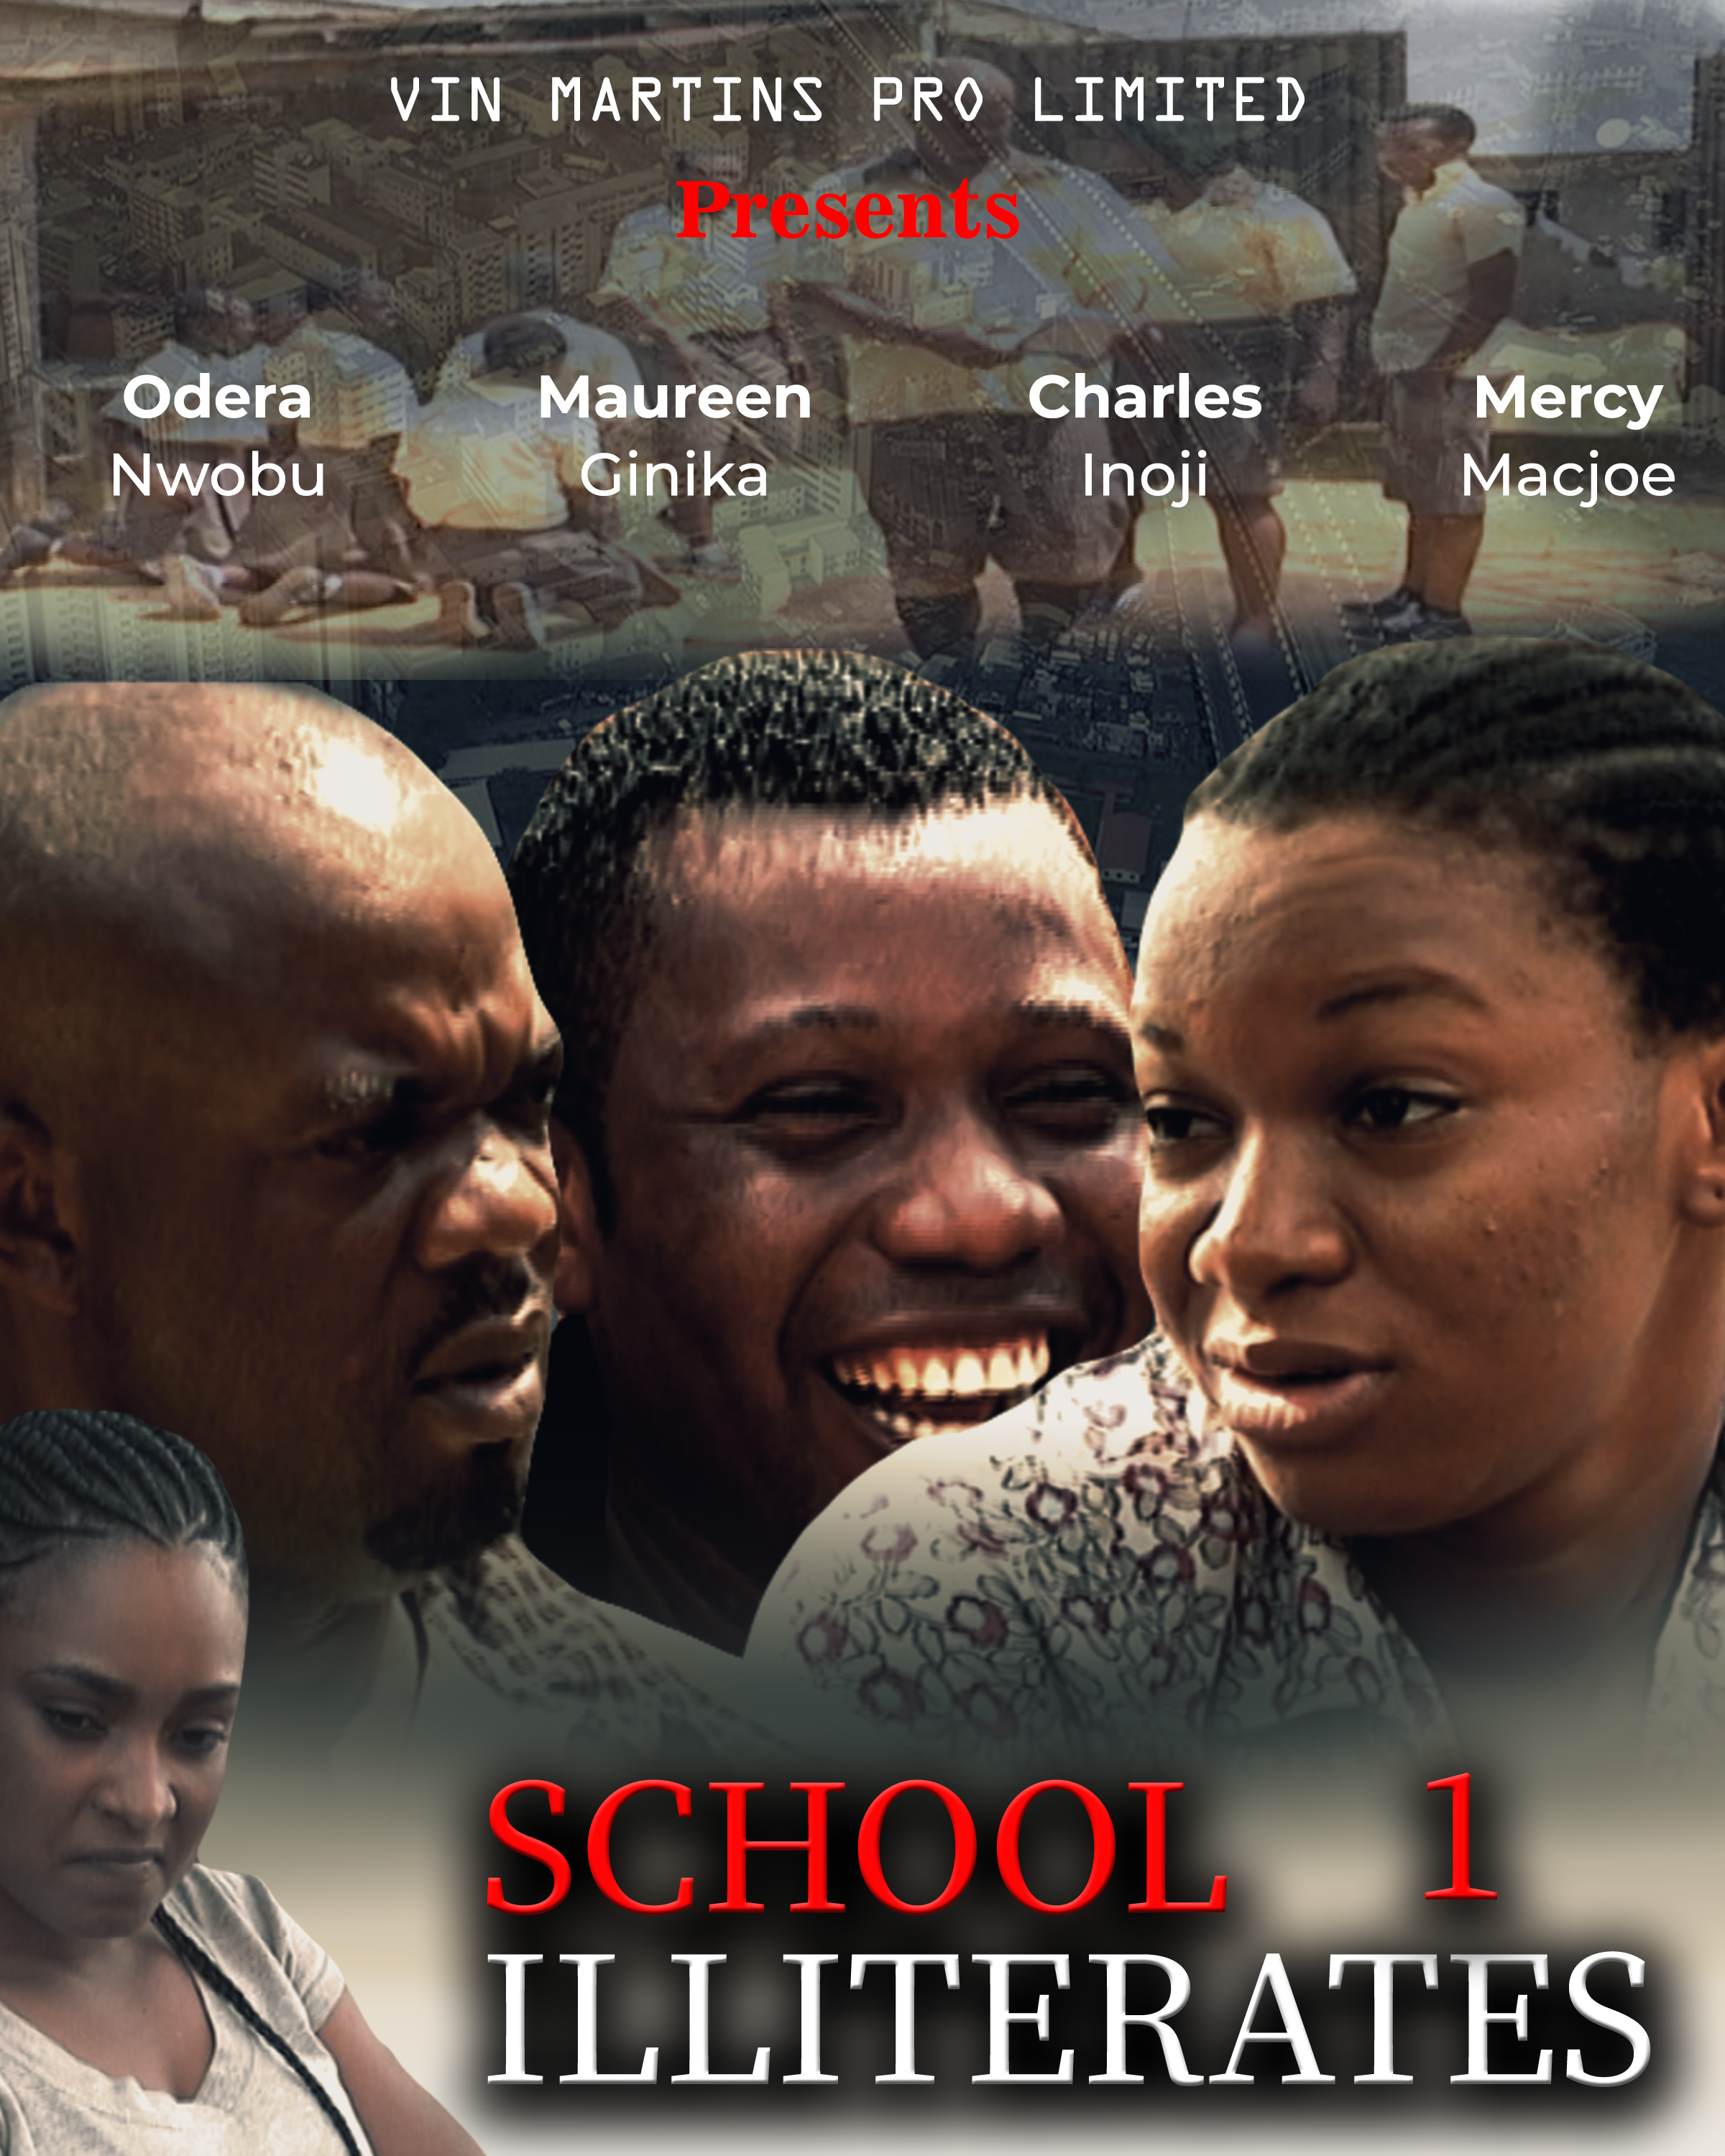 VIN MARTINS PRO LIMITED
Presents
Odera Maureen Charles Mercy
Nwobu Ginika Inoji Macjoe
SCHOOL 1
ILLITERATES